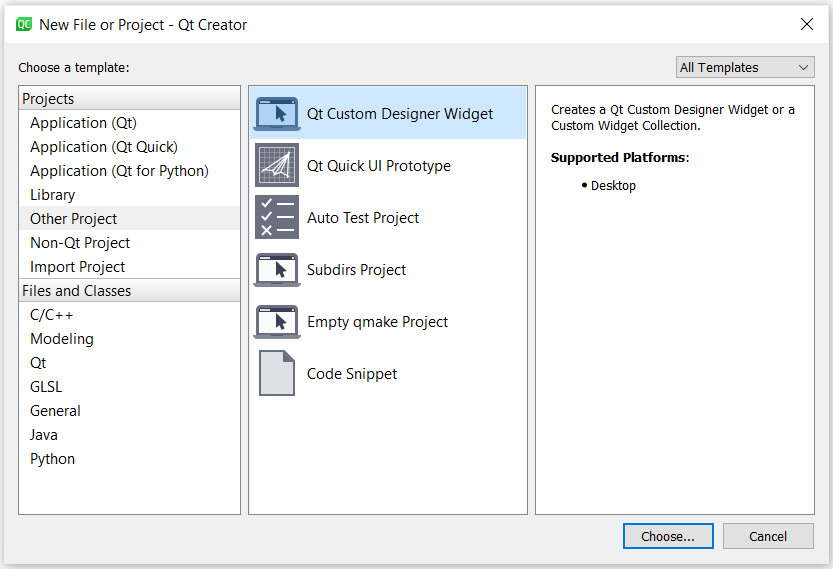 QC New File or Project - Qt Creator
Choose a template:
All Templates
Projects
Application (Qt)
Application (Qt Quick)
Application (Qt for Python)
Library
Other Project
Non-Qt Project
Import Project
Files and Classes
C/C++
Modeling
Qt
GLSL
General
Java
Python
Qt Custom Designer Widget
Qt Quick UI Prototype
Auto Test Project
Subdirs Project
Empty qmake Project
Code Snippet
Creates a Qt Custom Designer Widget or a
Custom Widget Collection.
Supported Platforms:
• Desktop
Choose...
Cancel